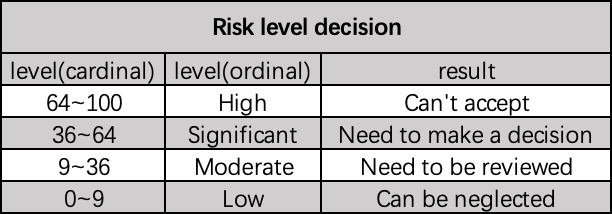 Risk level decision
level(cardinal) level(ordinal) result
64~100 High Can't accept
36~64 Significant Need to make a decision
9~36 Moderate Need to be reviewed
0~9 Low Can be neglected